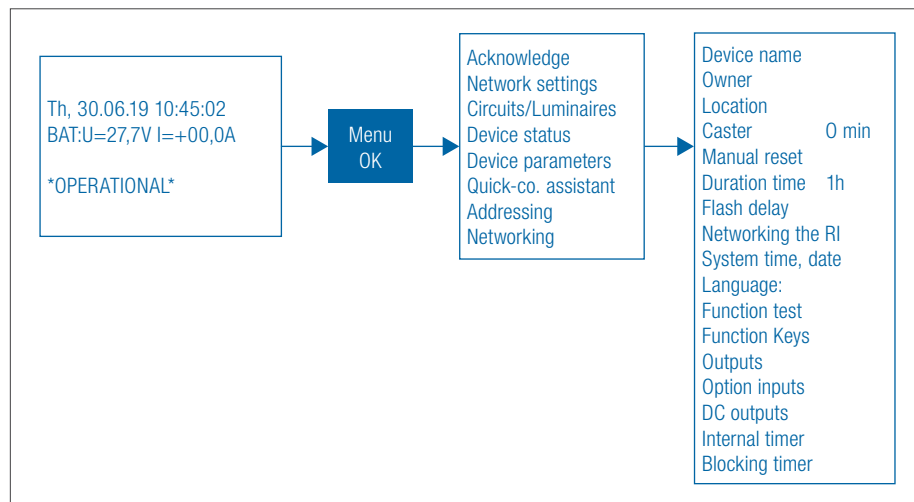 Th, 30.06.19 10:45:02
BAT:U=27,7V I=+00,0A
*OPERATIONAL*
Menu
OK
Acknowledge
Network settings
Circuits/Luminaires
Device status
Device parameters
Quick-co. assistant
Addressing
Networking
Device name
Owner
Location
Caster 0 min
Manual reset
Duration time 1h
Flash delay
Networking the RI
System time, date
Language:
Function test
Function Keys
Outputs
Option inputs
DC outputs
Internal timer
Blocking timer